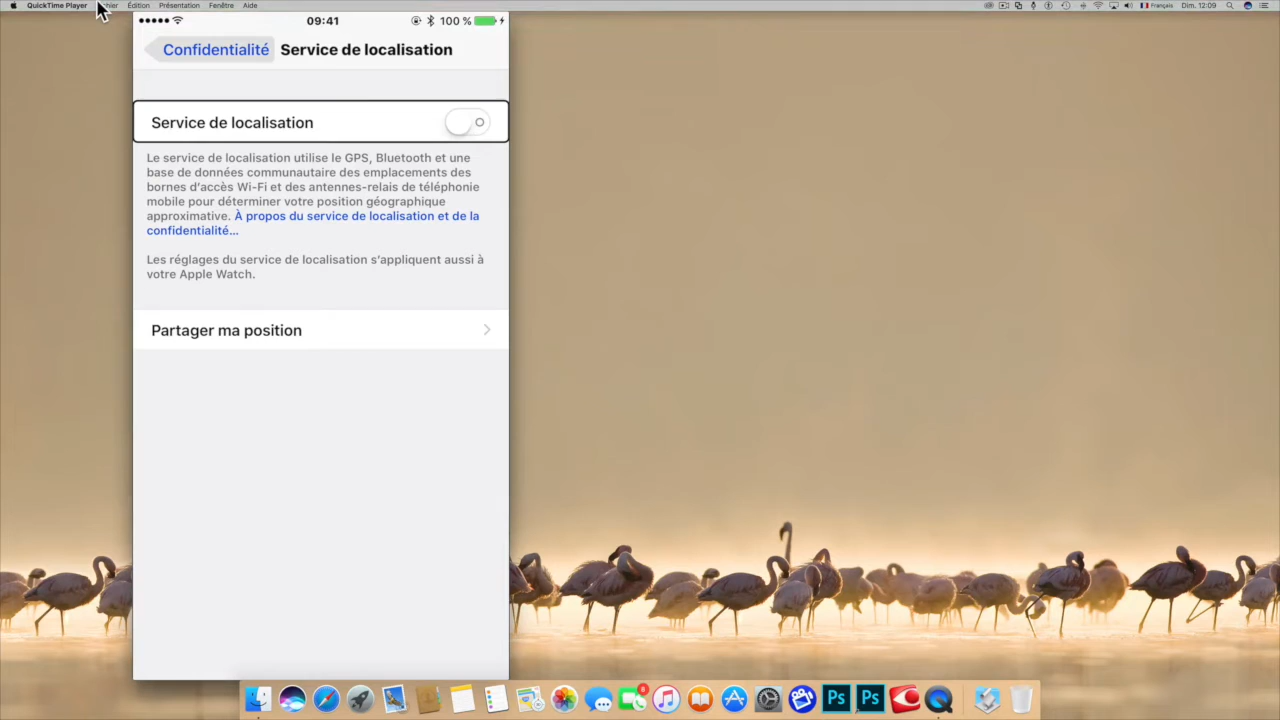 QuickTime Player Fichier Édition Présentation Fenêtre Aide Français Dim. 12:09
09:41 100 %
Confidentialité Service de localisation
Service de localisation
Le service de localisation utilise le GPS, Bluetooth et une
base de données communautaire des emplacements des
bornes d’accès Wi-Fi et des antennes-relais de téléphonie
mobile pour déterminer votre position géographique
approximative. À propos du service de localisation et de la
confidentialité...
Les réglages du service de localisation s’appliquent aussi à
votre Apple Watch.
Partager ma position
8
Ps Ps